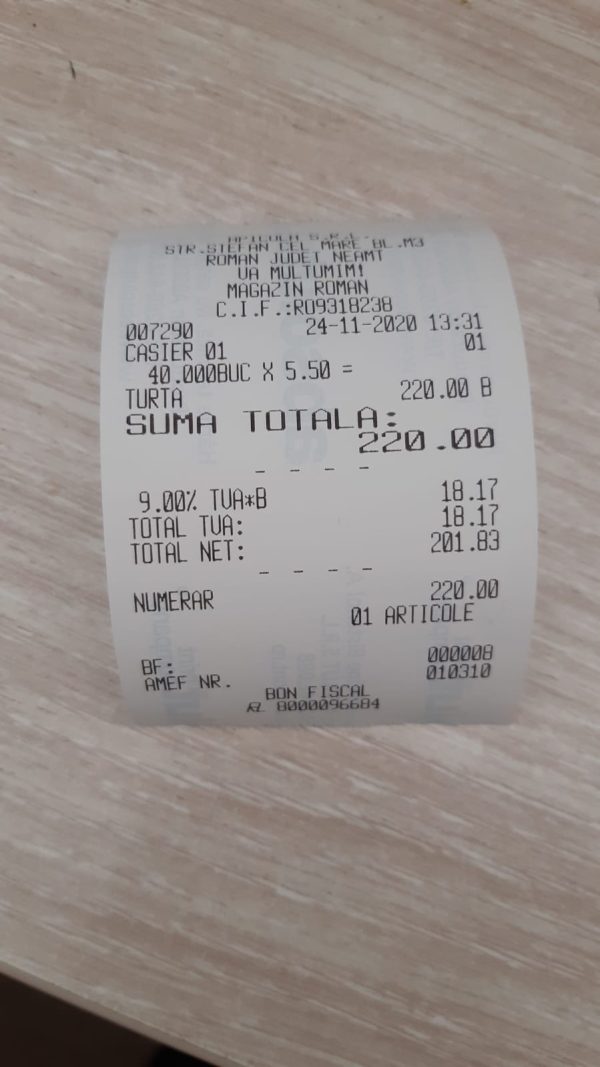 APICOLA S.R.L.
STR.STEFAN CEL MARE BL.M3
ROMAN JUDET NEAMT
VA MULTUMIM!
MAGAZIN ROMAN
C.I.F.:RO9318238
007290 24-11-2020 13:31
CASIER 01 01
40.000BUC X 5.50 =
TURTA 220.00 B
SUMA TOTALA:
220.00
- - - -
9.00% TVA*B 18.17
TOTAL TVA: 18.17
TOTAL NET: 201.83
- - - -
NUMERAR 220.00
01 ARTICOLE
BF: 000008
AMEF NR. 010310
BON FISCAL
8000096684